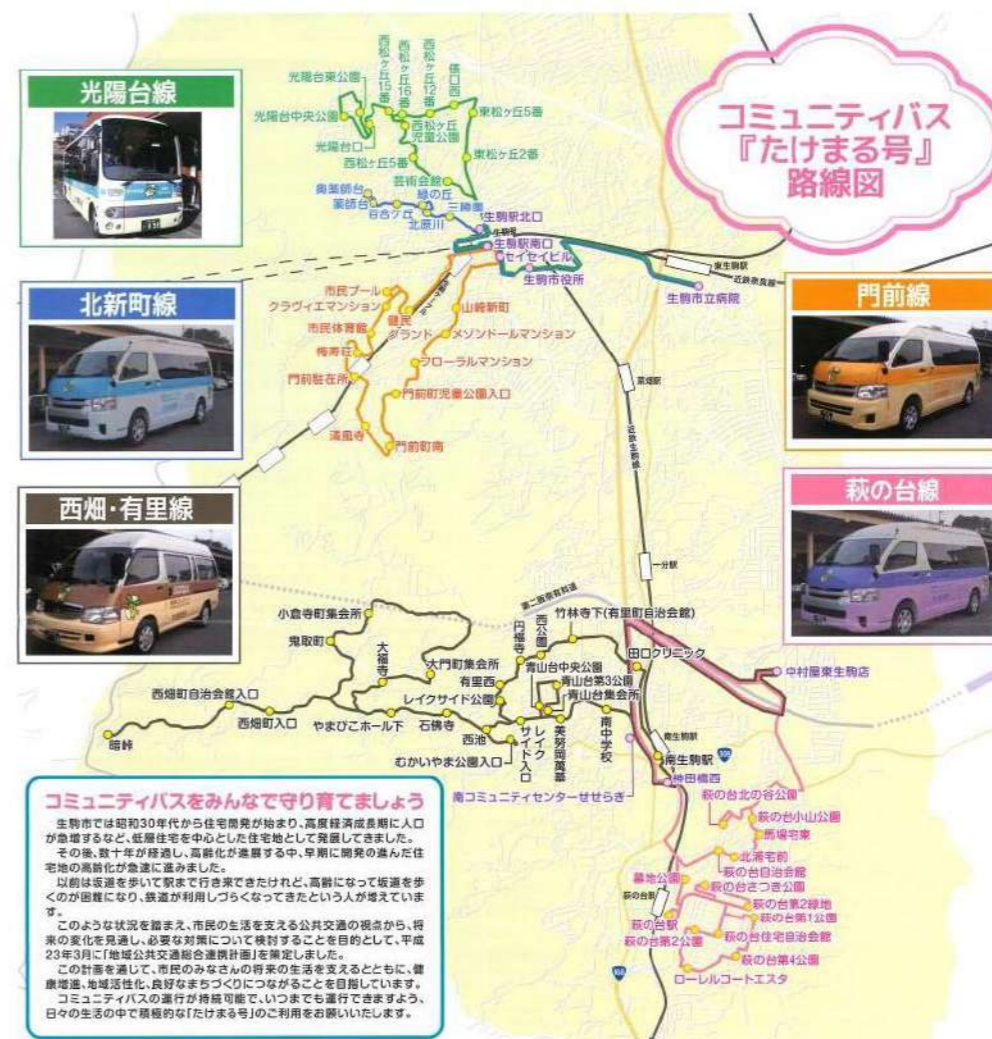 コミュニティバス
『たけまる号』
路線図
光陽台線
北新町線
西畑・有里線
門前線
萩の台線
光陽台東公園
光陽台中央公園
光陽台口
西松ヶ丘15番
西松ヶ丘16番
西松ヶ丘12番
俵口西
東松ヶ丘5番
西松ヶ丘
児童公園
西松ヶ丘5番
東松ヶ丘2番
芸術会館
奥薬師台
薬師台
百合ヶ丘
緑の丘
北原川
三勝園
生駒駅北口
生駒駅南口
セイセイビル
生駒市役所
東生駒駅
近鉄奈良線
生駒市立病院
市民プール
クラヴィエマンション
市民体育館
梅寿荘
門前駐在所
健民
グランド
山崎新町
メゾンドールマンション
フローラルマンション
門前町児童公園入口
清風寺
門前町南
菜畑駅
近鉄生駒線
一分駅
第二阪奈有料道
小倉寺町集会所
鬼取町
大福寺
大門町集会所
有里西
レイクサイド公園
円福寺
西公園
竹林寺下(有里町自治会館)
青山台中央公園
青山台第3公園
青山台集会所
田口クリニック
中村屋東生駒店
西畑町自治会館入口
西畑町入口
暗峠
やまびこホール下
石佛寺
西池
むかいやま公園入口
レイク
サイド入口
美努岡萬華
南中学校
南生駒駅
南生駒駅
308
神田橋西
南コミュニティセンターせせらぎ
萩の台北の谷公園
萩の台小山公園
馬場宅東
北浦宅前
萩の台自治会館
墓地公園
萩の台さつき公園
萩の台駅
萩の台第2緑地
萩の台第1公園
萩の台駅
萩の台第2公園
萩の台住宅自治会館
萩の台第4公園
ローレルコートエスタ
168
コミュニティバスをみんなで守り育てましょう
生駒市では昭和30年代から住宅開発が始まり、高度経済成長期に人口
が急増するなど、低層住宅を中心とした住宅地として発展してきました。
その後、数十年が経過し、高齢化が進展する中、早期に開発の進んだ住
宅地の高齢化が急速に進みました。
以前は坂道を歩いて駅まで行き来できたけれど、高齢になって坂道を歩
くのが困難になり、鉄道が利用しづらくなってきたという人が増えていま
す。
このような状況を踏まえ、市民の生活を支える公共交通の視点から、将
来の変化を見通し、必要な対策について検討することを目的として、平成
23年3月に「地域公共交通総合連携計画」を策定しました。
この計画を通じて、市民のみなさんの将来の生活を支えるとともに、健
康増進、地域活性化、良好なまちづくりにつながることを目指しています。
コミュニティバスの運行が持続可能で、いつまでも運行できますよう、
日々の生活の中で積極的な「たけまる号」のご利用をお願いいたします。